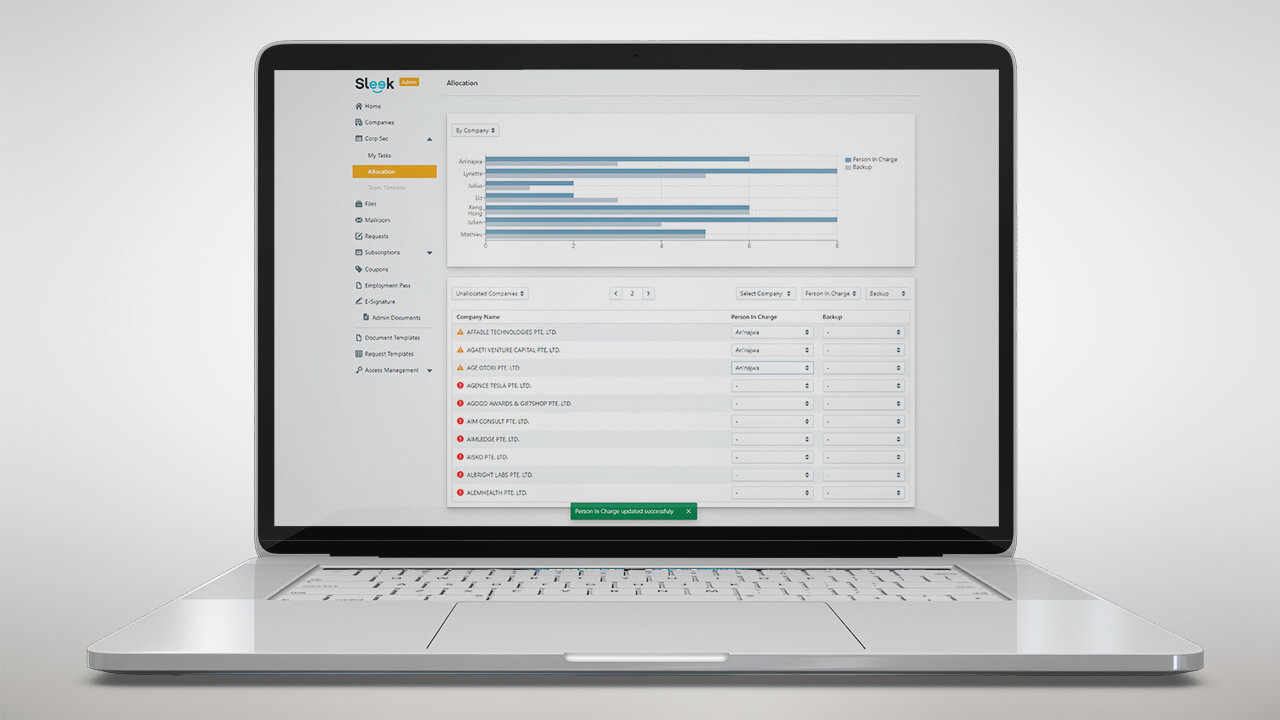 Sleek Admin
Allocation
Home
Companies
Corp Sec
My Tasks
Allocation
Team Timeline
Files
Mailroom
Requests
Subscriptions
Coupons
Employment Pass
E-Signature
Admin Documents
Document Templates
Request Templates
Access Management
By Company
An'najwa
Lynette
Julius
Liz
Keng
Hong
Julien
Mathieu
0 2 4 6 8
Person In Charge
Backup
Unallocated Companies
2
Select Company
Person In Charge
Backup
Company Name Person In Charge Backup
AFFABLE TECHNOLOGIES PTE. LTD. An'najwa -
AGAETI VENTURE CAPITAL PTE. LTD. An'najwa -
AGE OTORI PTE. LTD. An'najwa -
AGENCE TESLA PTE. LTD. - -
AGOGO AWARDS & GIFTSHOP PTE. LTD. - -
AIM CONSULT PTE. LTD. - -
AIMLEDGE PTE. LTD. - -
AISKO PTE. LTD. - -
ALBRIGHT LABS PTE. LTD. - -
ALEMHEALTH PTE. LTD. - -
Person In Charge updated successfuly ×